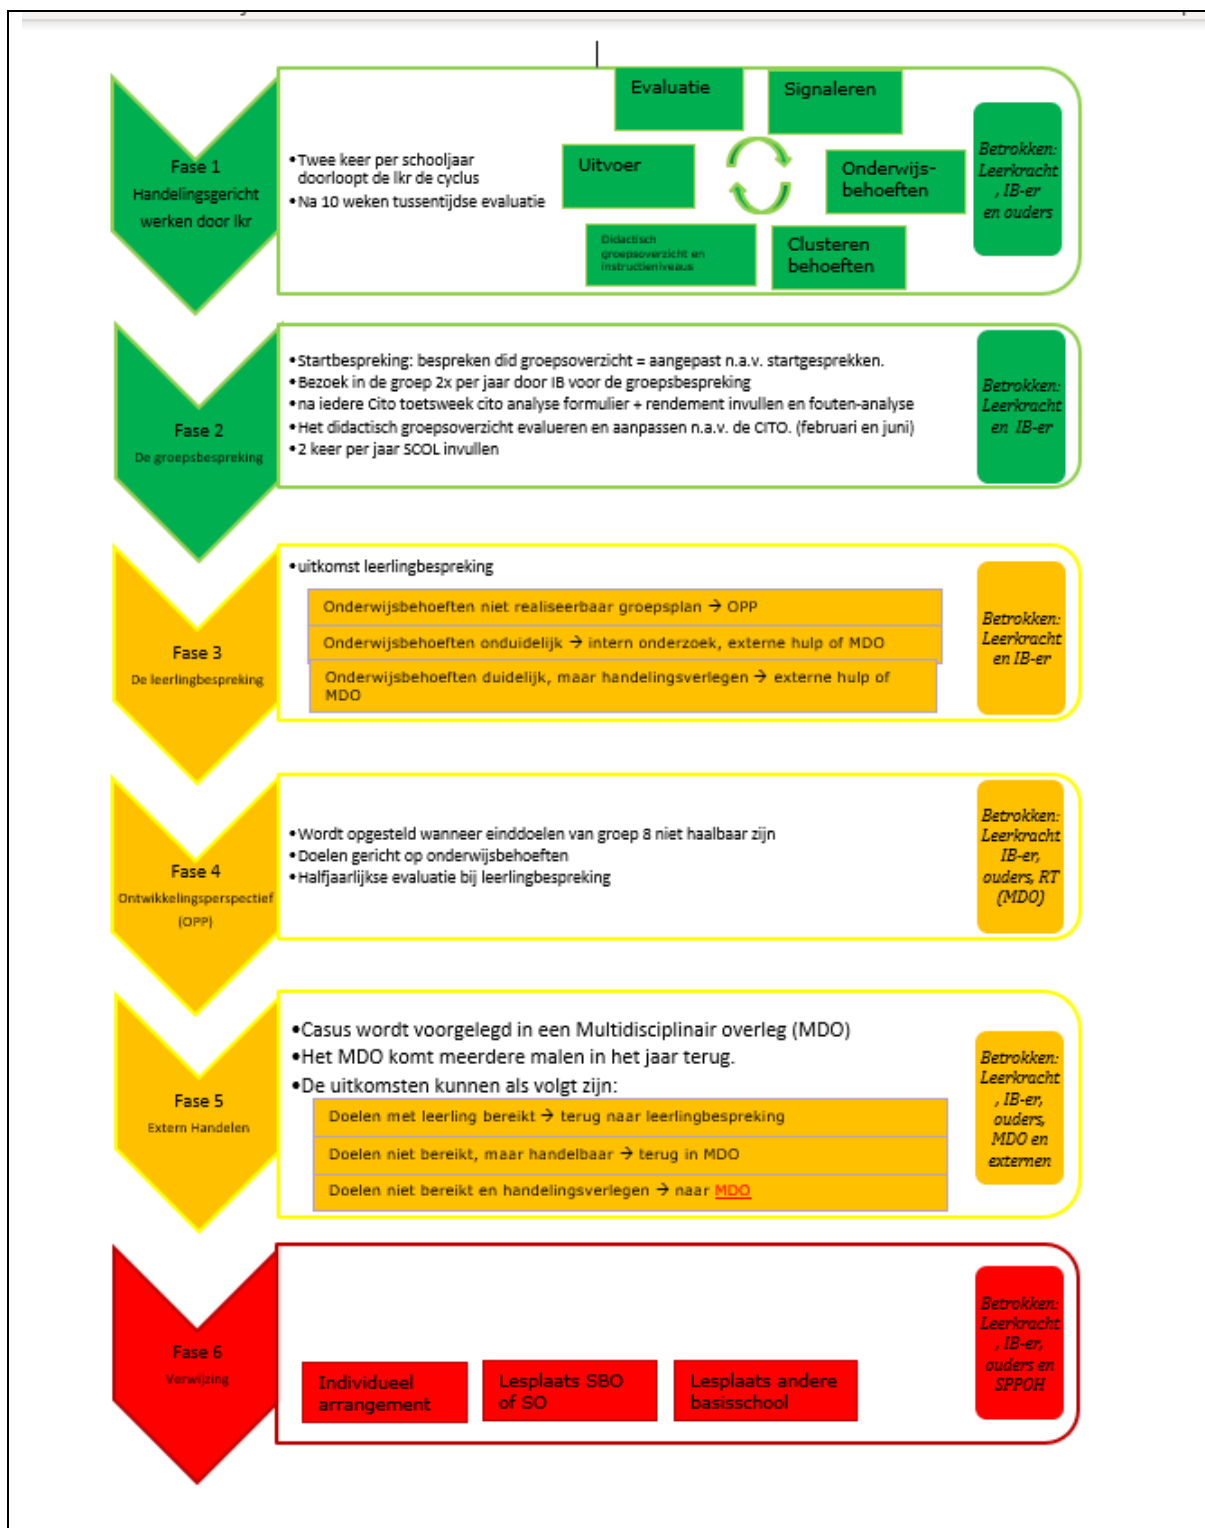 Fase 1
Handelingsgericht
werken door lkr
•Twee keer per schooljaar
doorloopt de lkr de cyclus
•Na 10 weken tussentijdse evaluatie
Evaluatie
Signaleren
Uitvoer
Onderwijs-
behoeften
Didactisch
groepsoverzicht en
instructieniveaus
Clusteren
behoeften
Betrokken:
Leerkracht
, IB-er
en ouders
Fase 2
De groepsbespreking
•Startbespreking: bespreken did groepsoverzicht = aangepast n.a.v. startgesprekken.
•Bezoek in de groep 2x per jaar door IB voor de groepsbespreking
•na iedere Cito toetsweek cito analyse formulier + rendement invullen en fouten-analyse
•Het didactisch groepsoverzicht evalueren en aanpassen n.a.v. de CITO. (februari en juni)
•2 keer per jaar SCOL invullen
Betrokken:
Leerkracht
en IB-er
Fase 3
De leerlingbespreking
•uitkomst leerlingbespreking
Onderwijsbehoeften niet realiseerbaar groepsplan → OPP
Onderwijsbehoeften onduidelijk → intern onderzoek, externe hulp of MDO
Onderwijsbehoeften duidelijk, maar handelingsverlegen → externe hulp of
MDO
Betrokken:
Leerkracht
en IB-er
Fase 4
Ontwikkelingsperspectief
(OPP)
•Wordt opgesteld wanneer einddoelen van groep 8 niet haalbaar zijn
•Doelen gericht op onderwijsbehoeften
•Halfjaarlijkse evaluatie bij leerlingbespreking
Betrokken:
Leerkracht
IB-er,
ouders, RT
(MDO)
Fase 5
Extern Handelen
•Casus wordt voorgelegd in een Multidisciplinair overleg (MDO)
•Het MDO komt meerdere malen in het jaar terug.
•De uitkomsten kunnen als volgt zijn:
Doelen met leerling bereikt → terug naar leerlingbespreking
Doelen niet bereikt, maar handelbaar → terug in MDO
Doelen niet bereikt en handelingsverlegen → naar MDO
Betrokken:
Leerkracht
, IB-er,
ouders,
MDO en
externen
Fase 6
Verwijzing
Individueel
arrangement
Lesplaats SBO
of SO
Lesplaats andere
basisschool
Betrokken:
Leerkracht
, IB-er,
ouders en
SPPOH